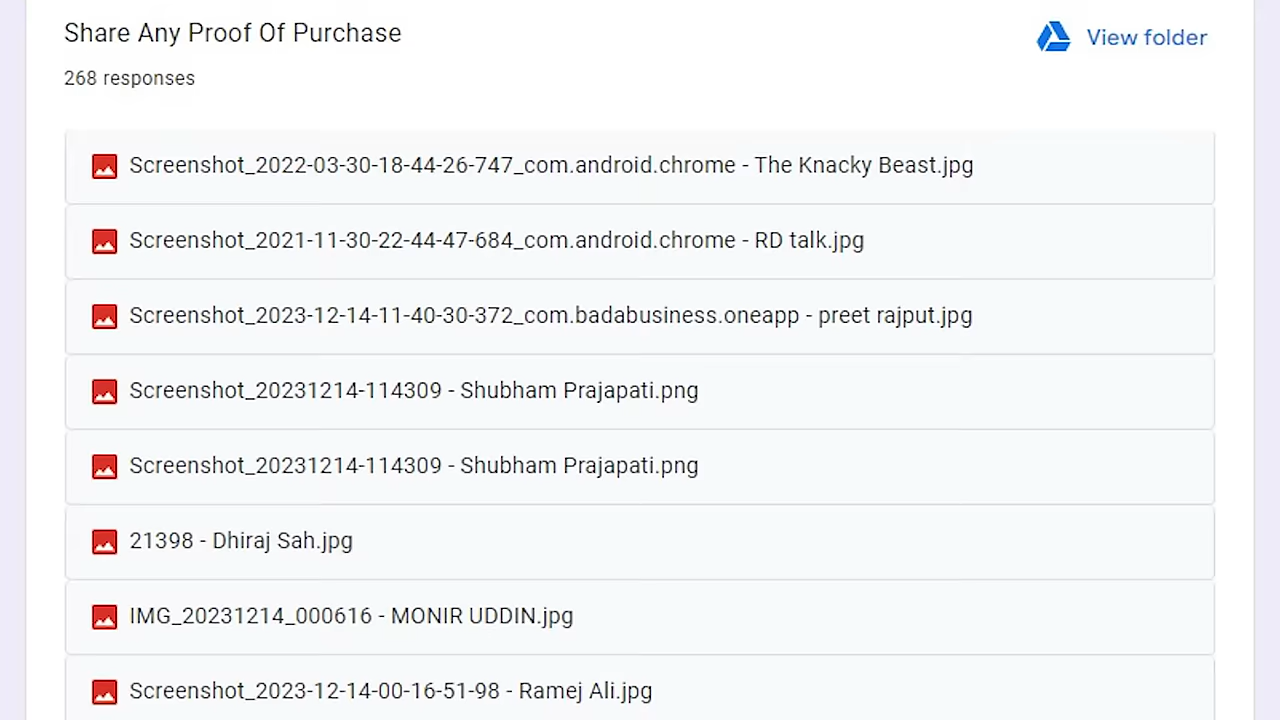 Share Any Proof Of Purchase
View folder
268 responses
Screenshot_2022-03-30-18-44-26-747_com.android.chrome - The Knacky Beast.jpg
Screenshot_2021-11-30-22-44-47-684_com.android.chrome - RD talk.jpg
Screenshot_2023-12-14-11-40-30-372_com.badabusiness.oneapp - preet rajput.jpg
Screenshot_20231214-114309 - Shubham Prajapati.png
Screenshot_20231214-114309 - Shubham Prajapati.png
21398 - Dhiraj Sah.jpg
IMG_20231214_000616 - MONIR UDDIN.jpg
Screenshot_2023-12-14-00-16-51-98 - Ramej Ali.jpg